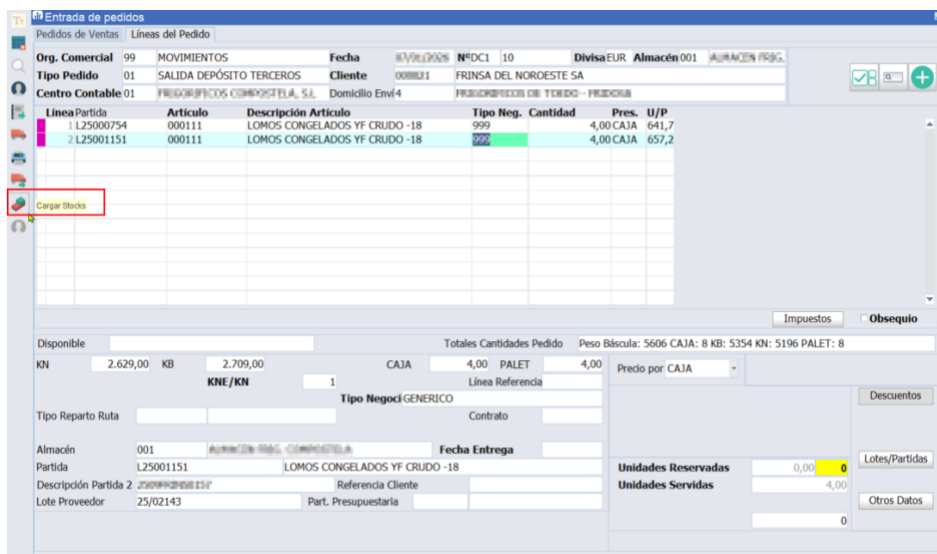 Entrada de pedidos
Pedidos de Ventas Líneas del Pedido
Org. Comercial 99 MOVIMIENTOS Fecha NºDC1 10 Divisa EUR Almacén 001
Tipo Pedido 01 SALIDA DEPÓSITO TERCEROS Cliente FRINSA DEL NOROESTE SA
Centro Contable 01 Domicilio Enví 4
Línea Partida Artículo Descripción Artículo Tipo Neg. Cantidad Pres. U/P
1 L25000754 000111 LOMOS CONGELADOS YF CRUDO -18 999 4,00 CAJA 641,7
2 L25001151 000111 LOMOS CONGELADOS YF CRUDO -18 999 4,00 CAJA 657,2
Cargar Stocks
Impuestos Obsequio
Disponible Totales Cantidades Pedido Peso Báscula: 5606 CAJA: 8 KB: 5354 KN: 5196 PALET: 8
KN 2.629,00 KB 2.709,00 CAJA 4,00 PALET 4,00 Precio por CAJA
KNE/KN 1 Línea Referencia
Tipo Negoci GENERICO Descuentos
Tipo Reparto Ruta Contrato
Almacén 001 Fecha Entrega
Partida L25001151 LOMOS CONGELADOS YF CRUDO -18 Unidades Reservadas 0,00 0 Lotes/Partidas
Descripción Partida 2 Referencia Cliente Unidades Servidas 4,00
Lote Proveedor 25/02143 Part. Presupuestaria Otros Datos
0